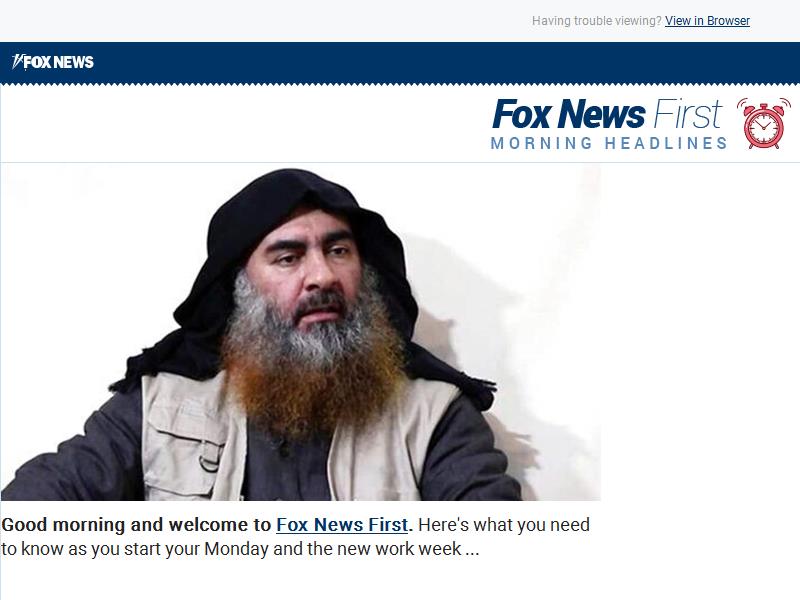 Having trouble viewing? View in Browser
FOX NEWS
Fox News First
MORNING HEADLINES
Good morning and welcome to Fox News First. Here's what you need
to know as you start your Monday and the new work week ...